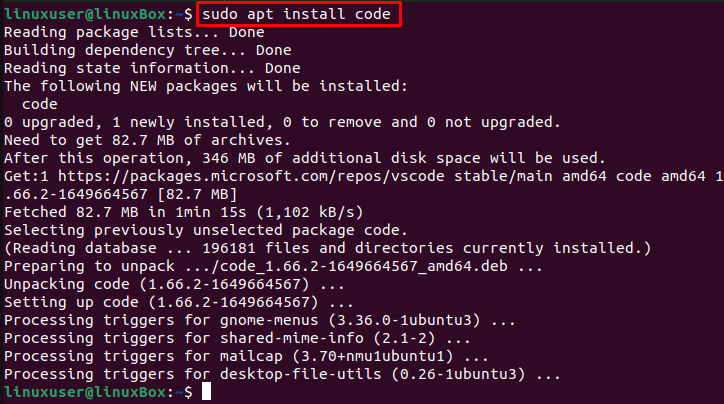 linuxuser@linuxBox:~$ sudo apt install code
Reading package lists... Done
Building dependency tree... Done
Reading state information... Done
The following NEW packages will be installed:
  code
0 upgraded, 1 newly installed, 0 to remove and 0 not upgraded.
Need to get 82.7 MB of archives.
After this operation, 346 MB of additional disk space will be used.
Get:1 https://packages.microsoft.com/repos/vscode stable/main amd64 code amd64 1
.66.2-1649664567 [82.7 MB]
Fetched 82.7 MB in 1min 15s (1,102 kB/s)
Selecting previously unselected package code.
(Reading database ... 196181 files and directories currently installed.)
Preparing to unpack .../code_1.66.2-1649664567_amd64.deb ...
Unpacking code (1.66.2-1649664567) ...
Setting up code (1.66.2-1649664567) ...
Processing triggers for gnome-menus (3.36.0-1ubuntu3) ...
Processing triggers for shared-mime-info (2.1-2) ...
Processing triggers for mailcap (3.70+nmu1ubuntu1) ...
Processing triggers for desktop-file-utils (0.26-1ubuntu3) ...
linuxuser@linuxBox:~$